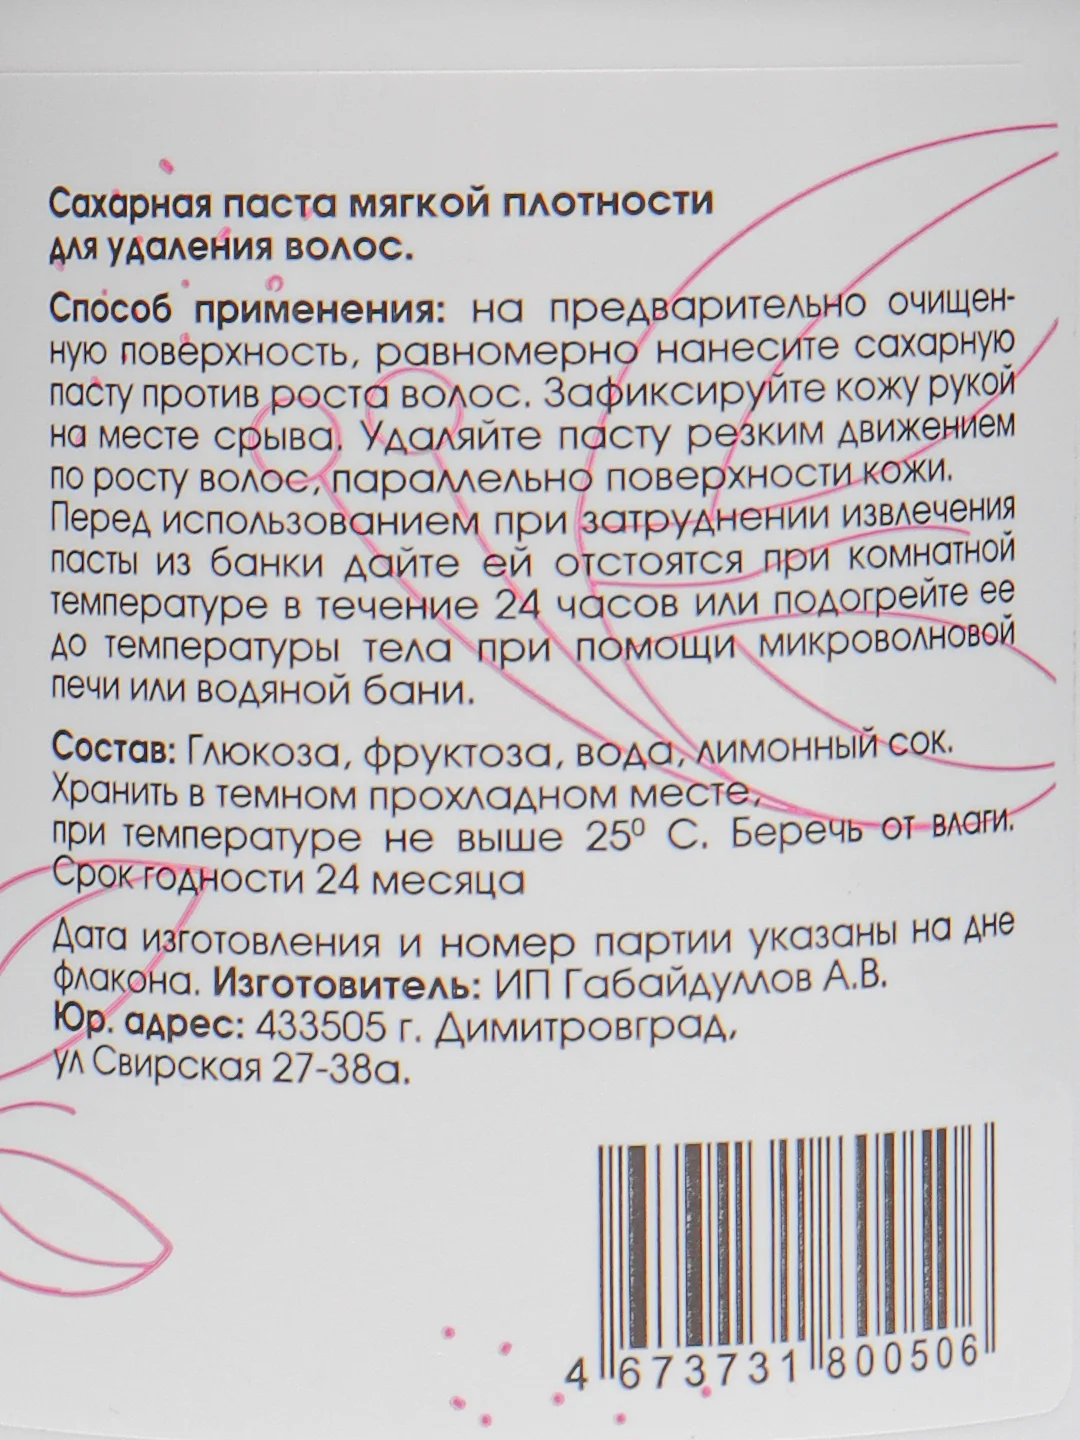 Сахарная паста мягкой плотности
для удаления волос.
Способ применения: на предварительно очищен-
ную поверхность, равномерно нанесите сахарную
пасту против роста волос. Зафиксируйте кожу рукой
на месте срыва. Удаляйте пасту резким движением
по росту волос, параллельно поверхности кожи.
Перед использованием при затруднении извлечения
пасты из банки дайте ей отстоятся при комнатной
температуре в течение 24 часов или подогрейте ее
до температуры тела при помощи микроволновой
печи или водяной бани.
Состав: Глюкоза, фруктоза, вода, лимонный сок.
Хранить в темном прохладном месте,
при температуре не выше 25⁰ С. Беречь от влаги.
Срок годности 24 месяца
Дата изготовления и номер партии указаны на дне
флакона. Изготовитель: ИП Габайдуллов А.В.
Юр. адрес: 433505 г. Димитровград,
ул Свирская 27-38а.
4 673731 800506